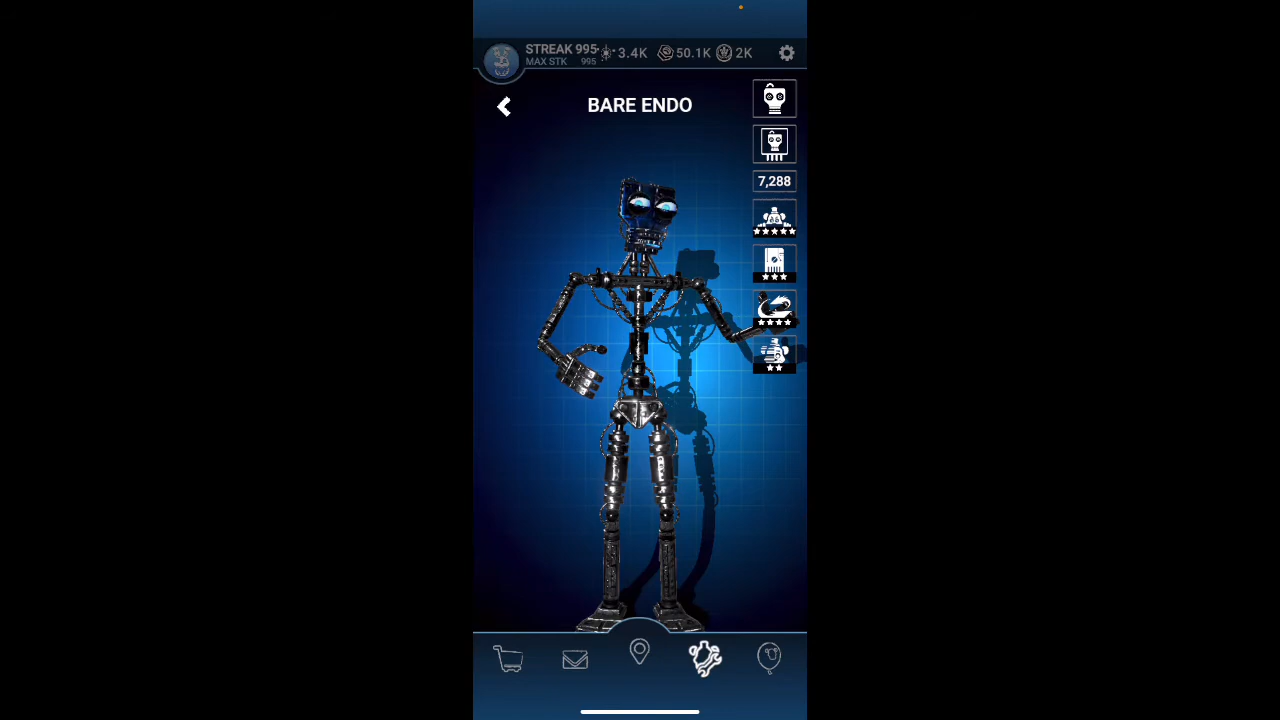 STREAK 995
MAX STK 995
3.4K
50.1K
2K
BARE ENDO
7,288